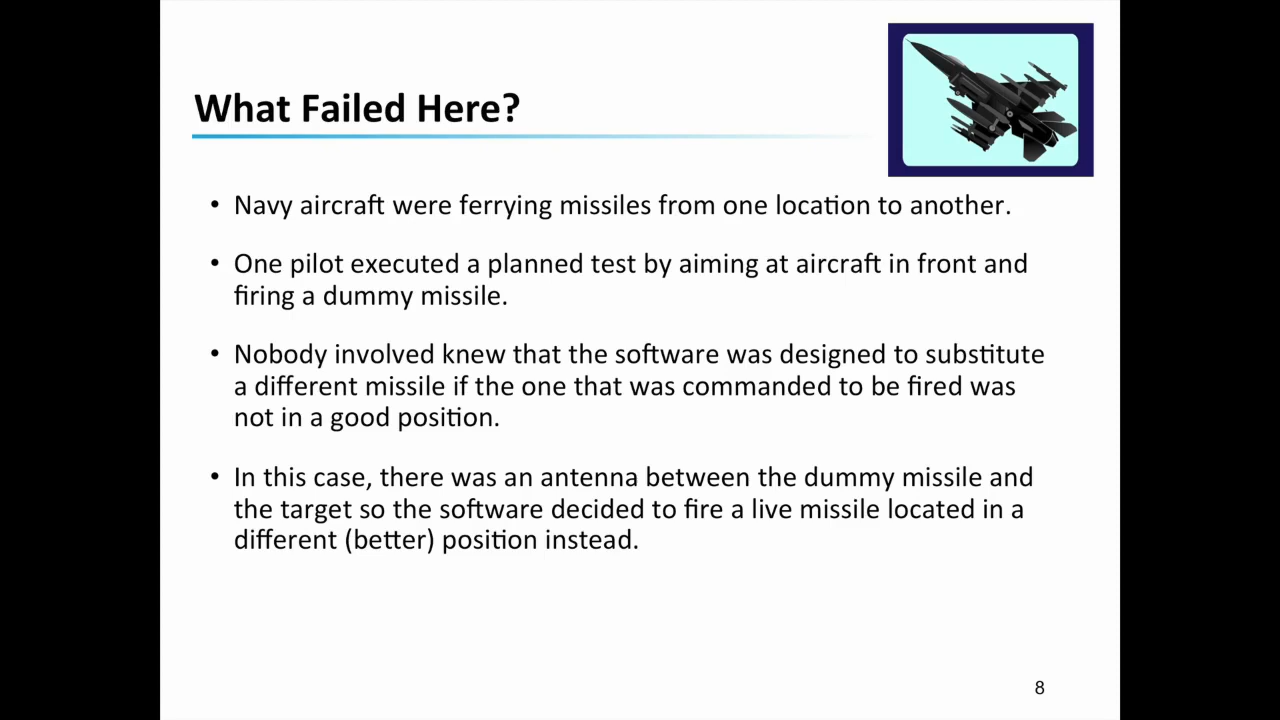 What Failed Here?
• Navy aircraft were ferrying missiles from one location to another.
• One pilot executed a planned test by aiming at aircraft in front and
firing a dummy missile.
• Nobody involved knew that the software was designed to substitute
a different missile if the one that was commanded to be fired was
not in a good position.
• In this case, there was an antenna between the dummy missile and
the target so the software decided to fire a live missile located in a
different (better) position instead.
8